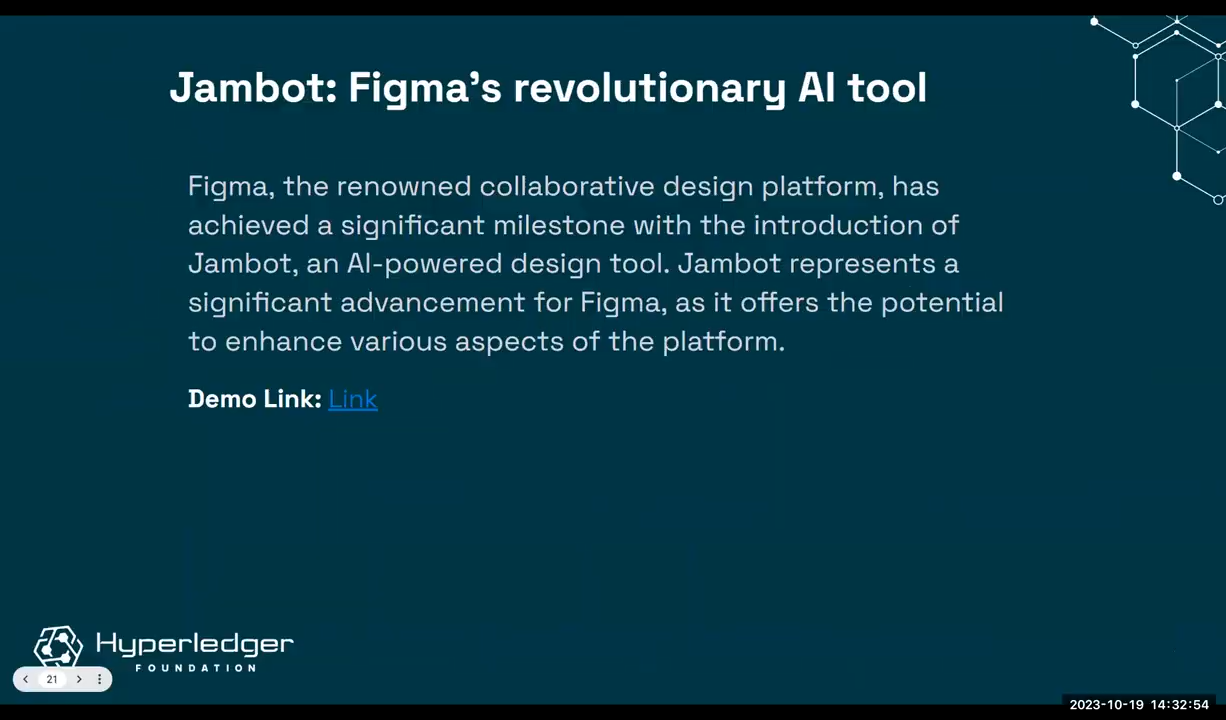 Jambot: Figma's revolutionary AI tool
Figma, the renowned collaborative design platform, has
achieved a significant milestone with the introduction of
Jambot, an AI-powered design tool. Jambot represents a
significant advancement for Figma, as it offers the potential
to enhance various aspects of the platform.
Demo Link: Link
Hyperledger
FOUNDATION
21
2023-10-19 14:32:54